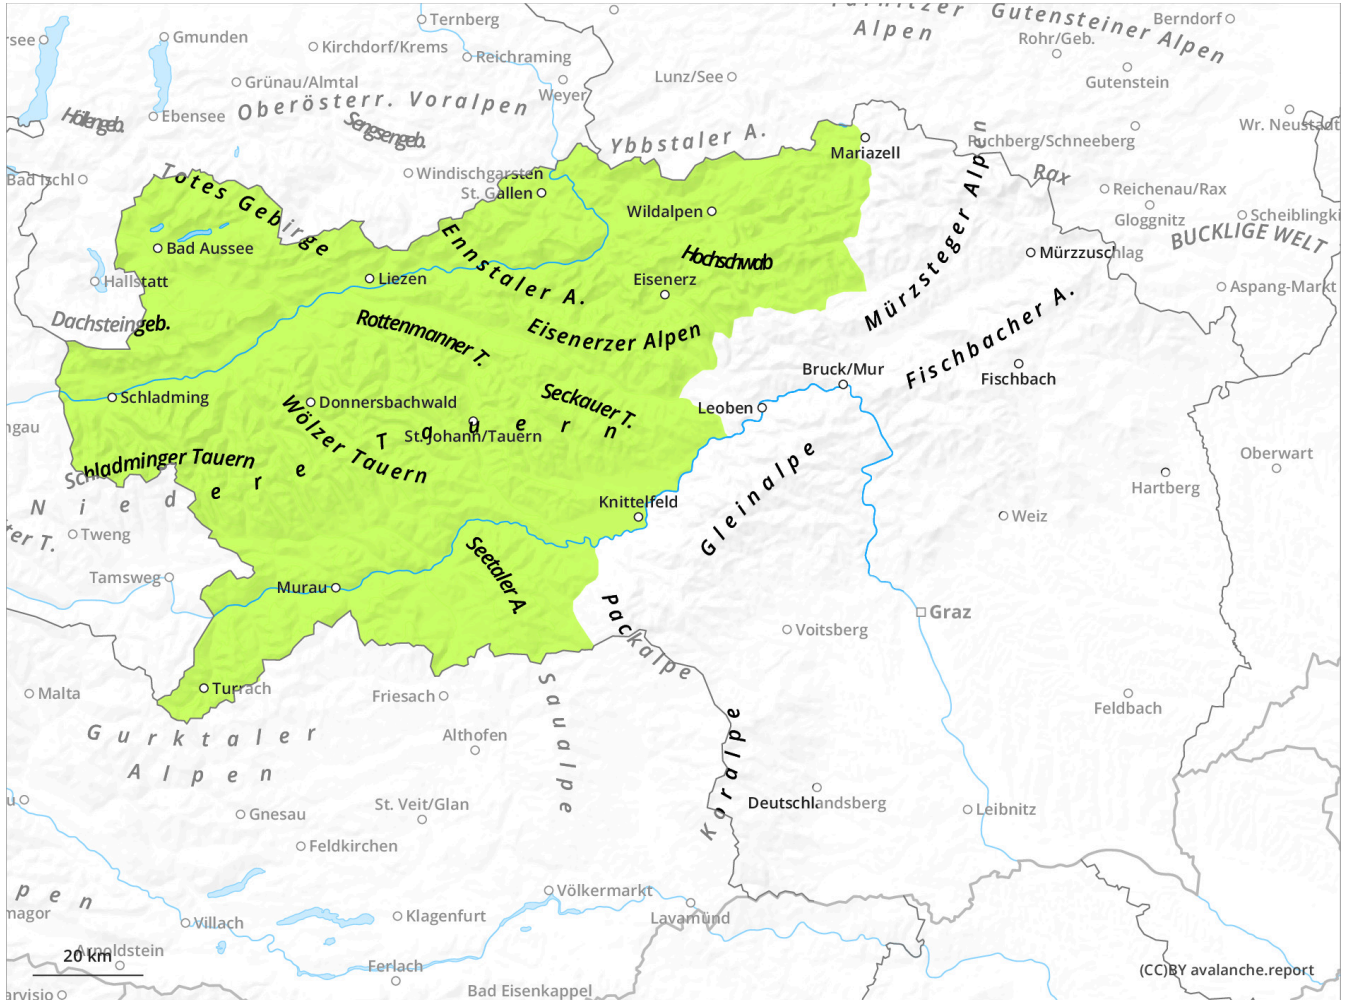 Ternberg
Gutensteiner Alpen
Berndorf
Gmunden
Kirchdorf/Krems
Alpen
Rohr/Geb.
Reichraming
Grünau/Almtal
Lunz/See
Gutenstein
Weyer
Oberösterr. Voralpen
Ebensee
Höllengeb.
Sengsengeb.
Ybbstaler A.
Wr. Neustadt
Mariazell
Puchberg/Schneeberg
Bad Ischl
Totes Gebirge
Windischgarsten
St. Gallen
Rax
Reichenau/Rax
Wildalpen
Gloggnitz
Scheiblingki
BUCKLIGE WELT
Bad Aussee
Ennstaler A.
Hochschwab
Mürzsteger Alpen
Mürzzuschlag
Hallstatt
Liezen
Eisenerz
Aspang-Markt
Dachsteingeb.
Rottenmanner T.
Eisenerzer Alpen
Fischbacher A.
Bruck/Mur
Fischbach
Schladming
Donnersbachwald
Seckauer T.
Leoben
ngau
Wölzer Tauern
St. Johann/Tauern
Niedere Tauern
Schladminger Tauern
Oberwart
Gleinalpe
Hartberg
Knittelfeld
Weiz
ter T.
Tweng
Tamsweg
Murau
Seetaler A.
Packalpe
Graz
Voitsberg
Malta
Turrach
Friesach
Saualpe
Feldbach
Gurktaler
Alpen
Althofen
Koralpe
Deutschlandsberg
Leibnitz
Gnesau
St. Veit/Glan
Feldkirchen
pen
magor
Völkermarkt
Villach
Klagenfurt
Lavamünd
Arnoldstein
20 km
Ferlach
(CC)BY avalanche.report
Bad Eisenkappel
arvisio